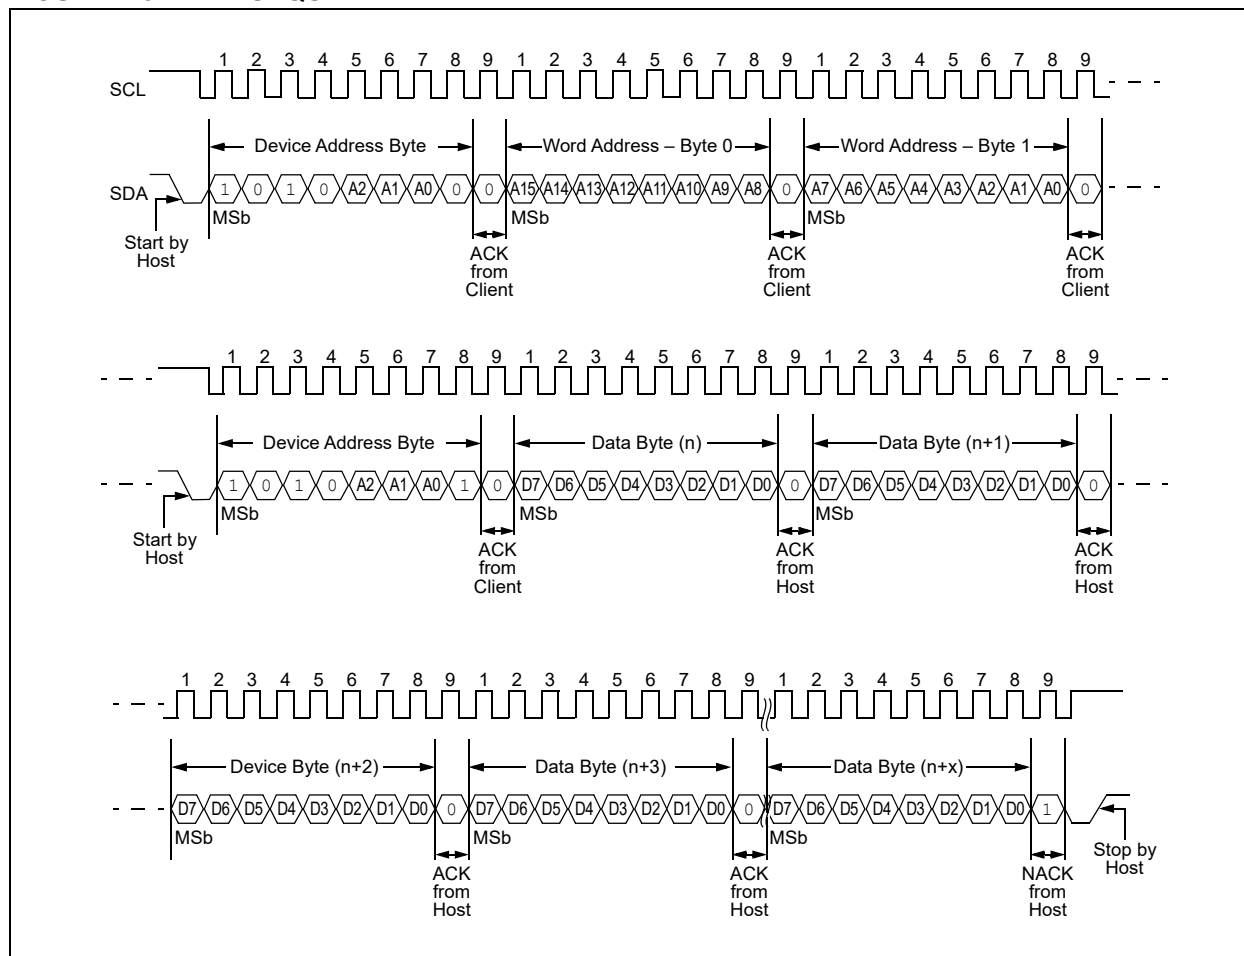 1 2 3 4 5 6 7 8 9 1 2 3 4 5 6 7 8 9 1 2 3 4 5 6 7 8 9
SCL
Device Address Byte Word Address – Byte 0 Word Address – Byte 1
SDA 1 0 1 0 A2 A1 A0 0 0 A15 A14 A13 A12 A11 A10 A9 A8 0 A7 A6 A5 A4 A3 A2 A1 A0 0
MSb MSb MSb
Start by
Host
ACK
from
Client
ACK
from
Client
ACK
from
Client
1 2 3 4 5 6 7 8 9 1 2 3 4 5 6 7 8 9 1 2 3 4 5 6 7 8 9
Device Address Byte Data Byte (n) Data Byte (n+1)
1 0 1 0 A2 A1 A0 1 0 D7 D6 D5 D4 D3 D2 D1 D0 0 D7 D6 D5 D4 D3 D2 D1 D0 0
MSb MSb MSb
Start by
Host
ACK
from
Client
ACK
from
Host
ACK
from
Host
1 2 3 4 5 6 7 8 9 1 2 3 4 5 6 7 8 9 1 2 3 4 5 6 7 8 9
Device Byte (n+2) Data Byte (n+3) Data Byte (n+x)
D7 D6 D5 D4 D3 D2 D1 D0 0 D7 D6 D5 D4 D3 D2 D1 D0 0 D7 D6 D5 D4 D3 D2 D1 D0 1
MSb MSb MSb
ACK
from
Host
ACK
from
Host
NACK
from
Host
Stop by
Host